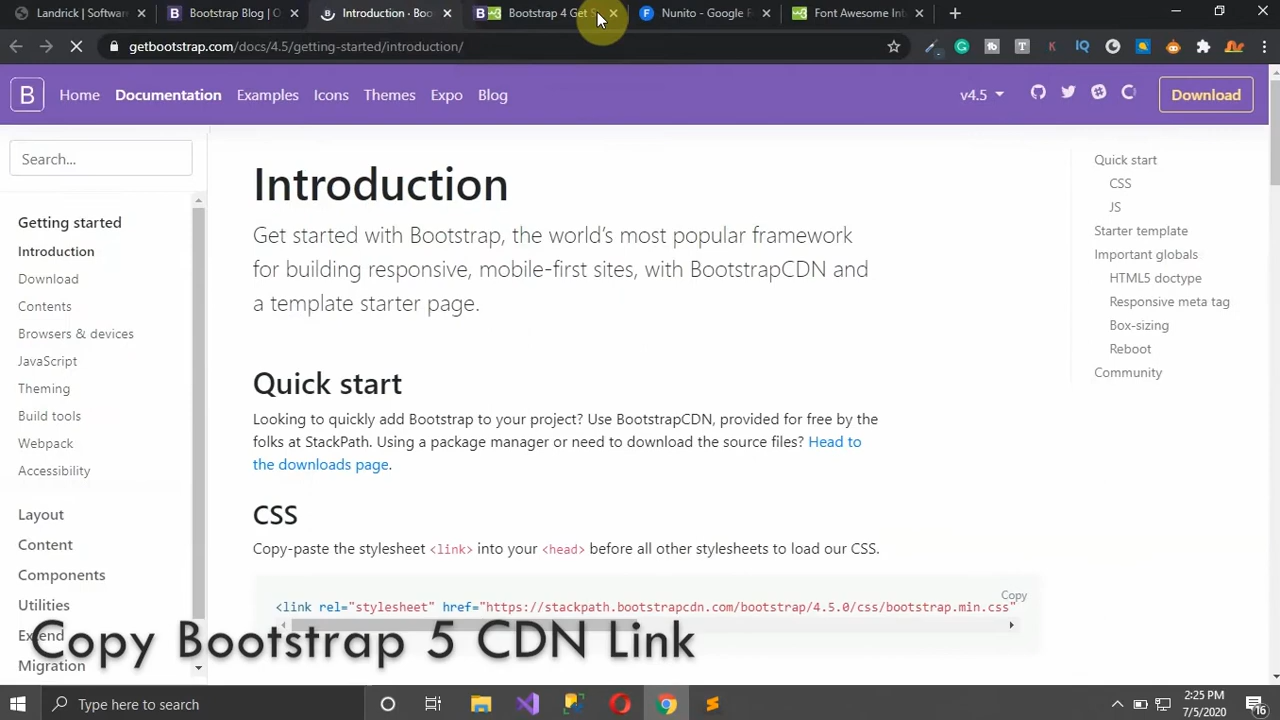 Landrick | Softwar
Bootstrap Blog | O
Introduction · Boo
Bootstrap 4 Get S
Nunito - Google F
Font Awesome Int
getbootstrap.com/docs/4.5/getting-started/introduction/
B Home Documentation Examples Icons Themes Expo Blog v4.5 Download
Search...
Getting started
Introduction
Download
Contents
Browsers & devices
JavaScript
Theming
Build tools
Webpack
Accessibility
Layout
Content
Components
Utilities
Extend
Migration
Introduction
Get started with Bootstrap, the world's most popular framework
for building responsive, mobile-first sites, with BootstrapCDN and
a template starter page.
Quick start
Looking to quickly add Bootstrap to your project? Use BootstrapCDN, provided for free by the
folks at StackPath. Using a package manager or need to download the source files? Head to
the downloads page.
CSS
Copy-paste the stylesheet <link> into your <head> before all other stylesheets to load our CSS.
Copy
<link rel="stylesheet" href="https://stackpath.bootstrapcdn.com/bootstrap/4.5.0/css/bootstrap.min.css"
Quick start
CSS
JS
Starter template
Important globals
HTML5 doctype
Responsive meta tag
Box-sizing
Reboot
Community
Copy Bootstrap 5 CDN Link
Type here to search
2:25 PM
7/5/2020
16